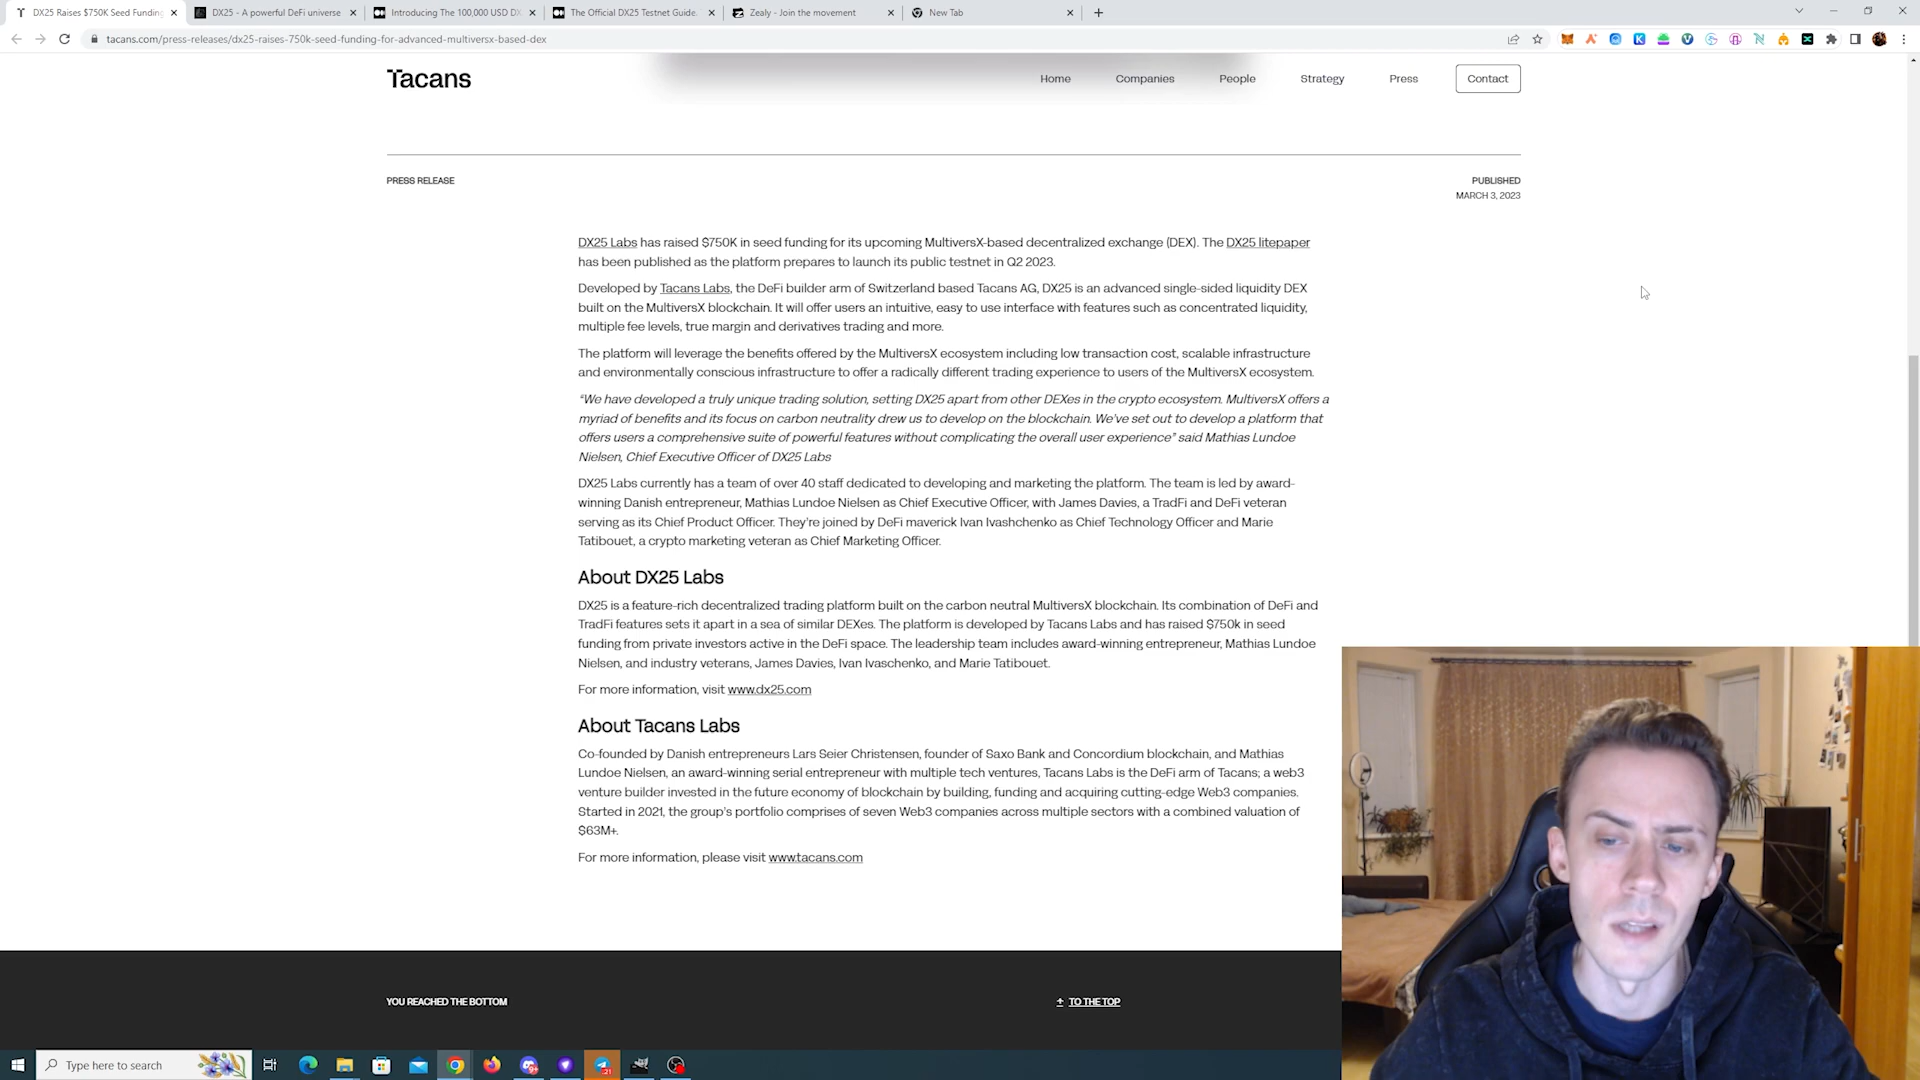 DX25 Raises $750K Seed Funding
DX25 - A powerful DeFi universe
Introducing The 100,000 USD DX
The Official DX25 Testnet Guide.
Zealy - Join the movement
New Tab
tacans.com/press-releases/dx25-raises-750k-seed-funding-for-advanced-multiversx-based-dex
Tacans
Home
Companies
People
Strategy
Press
Contact
PRESS RELEASE
PUBLISHED
MARCH 3, 2023
DX25 Labs has raised $750K in seed funding for its upcoming MultiversX-based decentralized exchange (DEX). The DX25 litepaper
has been published as the platform prepares to launch its public testnet in Q2 2023.
Developed by Tacans Labs, the DeFi builder arm of Switzerland based Tacans AG, DX25 is an advanced single-sided liquidity DEX
built on the MultiversX blockchain. It will offer users an intuitive, easy to use interface with features such as concentrated liquidity,
multiple fee levels, true margin and derivatives trading and more.
The platform will leverage the benefits offered by the MultiversX ecosystem including low transaction cost, scalable infrastructure
and environmentally conscious infrastructure to offer a radically different trading experience to users of the MultiversX ecosystem.
“We have developed a truly unique trading solution, setting DX25 apart from other DEXes in the crypto ecosystem. MultiversX offers a
myriad of benefits and its focus on carbon neutrality drew us to develop on the blockchain. We’ve set out to develop a platform that
offers users a comprehensive suite of powerful features without complicating the overall user experience” said Mathias Lundoe
Nielsen, Chief Executive Officer of DX25 Labs
DX25 Labs currently has a team of over 40 staff dedicated to developing and marketing the platform. The team is led by award-
winning Danish entrepreneur, Mathias Lundoe Nielsen as Chief Executive Officer, with James Davies, a TradFi and DeFi veteran
serving as its Chief Product Officer. They’re joined by DeFi maverick Ivan Ivashchenko as Chief Technology Officer and Marie
Tatibouet, a crypto marketing veteran as Chief Marketing Officer.
About DX25 Labs
DX25 is a feature-rich decentralized trading platform built on the carbon neutral MultiversX blockchain. Its combination of DeFi and
TradFi features sets it apart in a sea of similar DEXes. The platform is developed by Tacans Labs and has raised $750k in seed
funding from private investors active in the DeFi space. The leadership team includes award-winning entrepreneur, Mathias Lundoe
Nielsen, and industry veterans, James Davies, Ivan Ivaschenko, and Marie Tatibouet.
For more information, visit www.dx25.com
About Tacans Labs
Co-founded by Danish entrepreneurs Lars Seier Christensen, founder of Saxo Bank and Concordium blockchain, and Mathias
Lundoe Nielsen, an award-winning serial entrepreneur with multiple tech ventures, Tacans Labs is the DeFi arm of Tacans; a web3
venture builder invested in the future economy of blockchain by building, funding and acquiring cutting-edge Web3 companies.
Started in 2021, the group’s portfolio comprises of seven Web3 companies across multiple sectors with a combined valuation of
$63M+.
For more information, please visit www.tacans.com
YOU REACHED THE BOTTOM
TO THE TOP
Type here to search